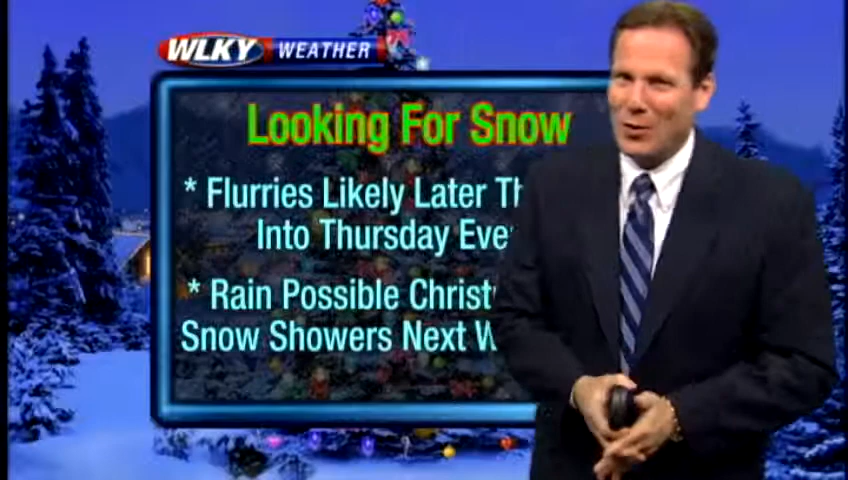 WLKY WEATHER
Looking For Snow
* Flurries Likely Later
Into Thursday
* Rain Possible
Snow Showers Next